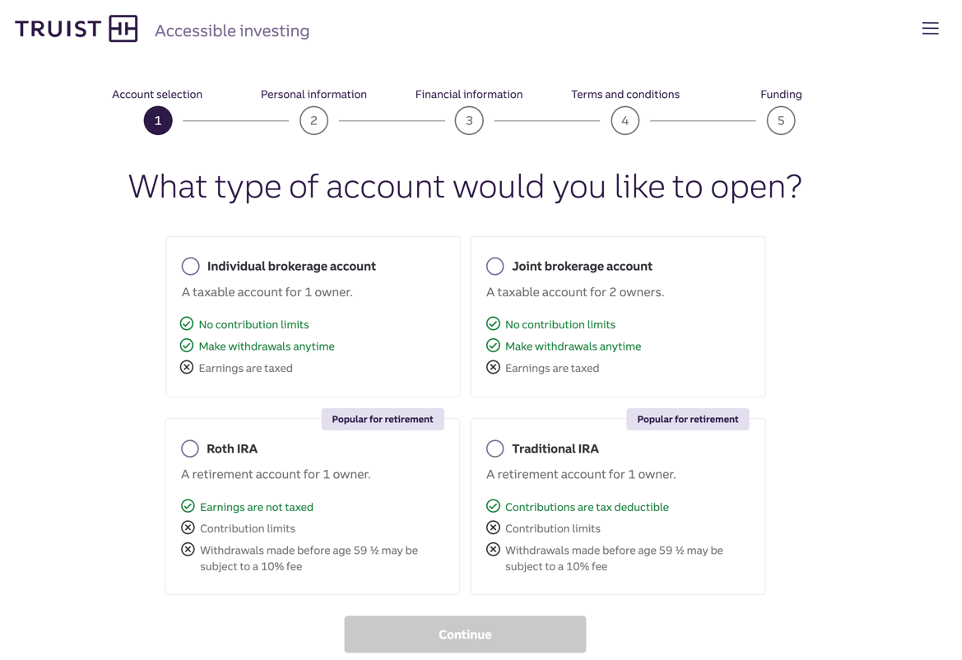 TRUIST
Accessible investing
Account selection
Personal information
Financial information
Terms and conditions
Funding
1
2
3
4
5
What type of account would you like to open?
Individual brokerage account
A taxable account for 1 owner.
No contribution limits
Make withdrawals anytime
Earnings are taxed
Joint brokerage account
A taxable account for 2 owners.
No contribution limits
Make withdrawals anytime
Earnings are taxed
Popular for retirement
Roth IRA
A retirement account for 1 owner.
Earnings are not taxed
Contribution limits
Withdrawals made before age 59 ½ may be
subject to a 10% fee
Popular for retirement
Traditional IRA
A retirement account for 1 owner.
Contributions are tax deductible
Contribution limits
Withdrawals made before age 59 ½ may be
subject to a 10% fee
Continue